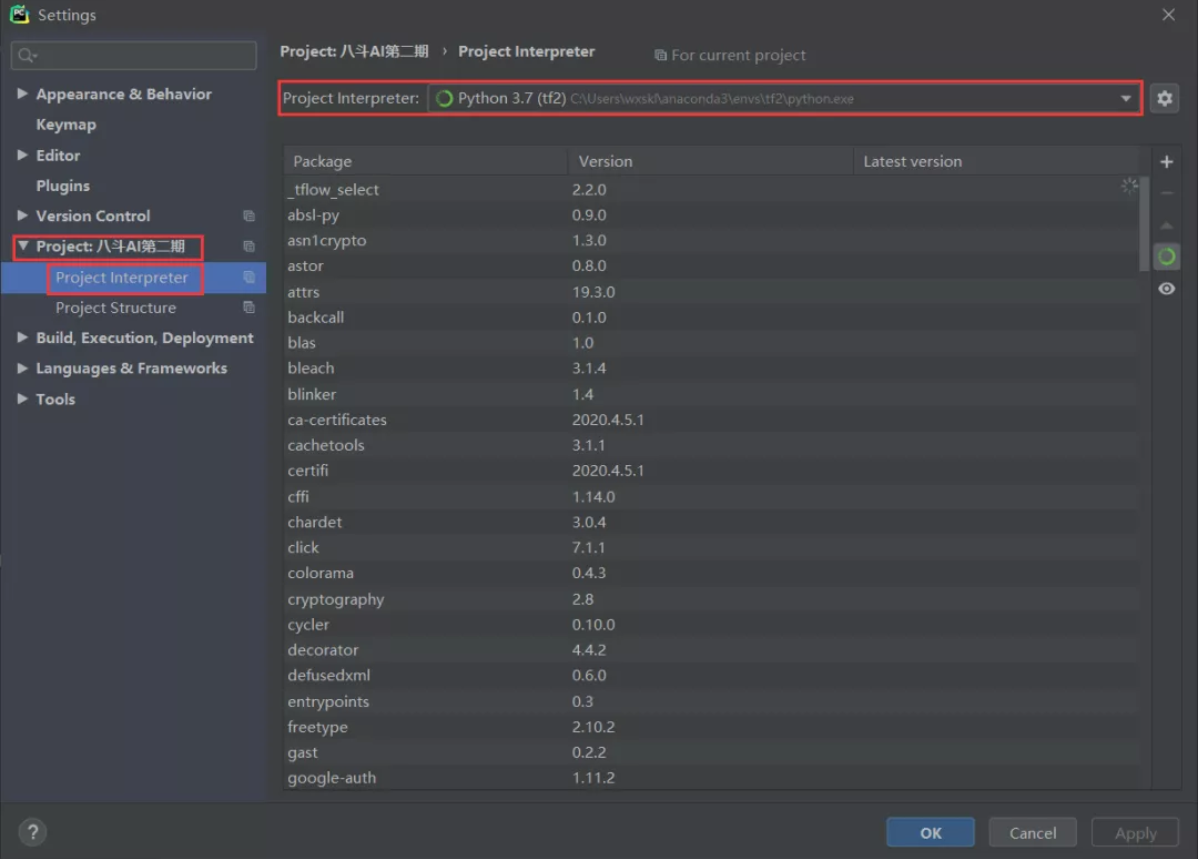 Settings
Project: 八斗AI第二期 › Project Interpreter For current project
Project Interpreter: Python 3.7 (tf2) C:\Users\wxskl\anaconda3\envs\tf2\python.exe
Appearance & Behavior
Keymap
Editor
Plugins
Version Control
Project: 八斗AI第二期
Project Interpreter
Project Structure
Build, Execution, Deployment
Languages & Frameworks
Tools
Package Version Latest version
_tflow_select 2.2.0
absl-py 0.9.0
asn1crypto 1.3.0
astor 0.8.0
attrs 19.3.0
backcall 0.1.0
blas 1.0
bleach 3.1.4
blinker 1.4
ca-certificates 2020.4.5.1
cachetools 3.1.1
certifi 2020.4.5.1
cffi 1.14.0
chardet 3.0.4
click 7.1.1
colorama 0.4.3
cryptography 2.8
cycler 0.10.0
decorator 4.4.2
defusedxml 0.6.0
entrypoints 0.3
freetype 2.10.2
gast 0.2.2
google-auth 1.11.2
? OK Cancel Apply